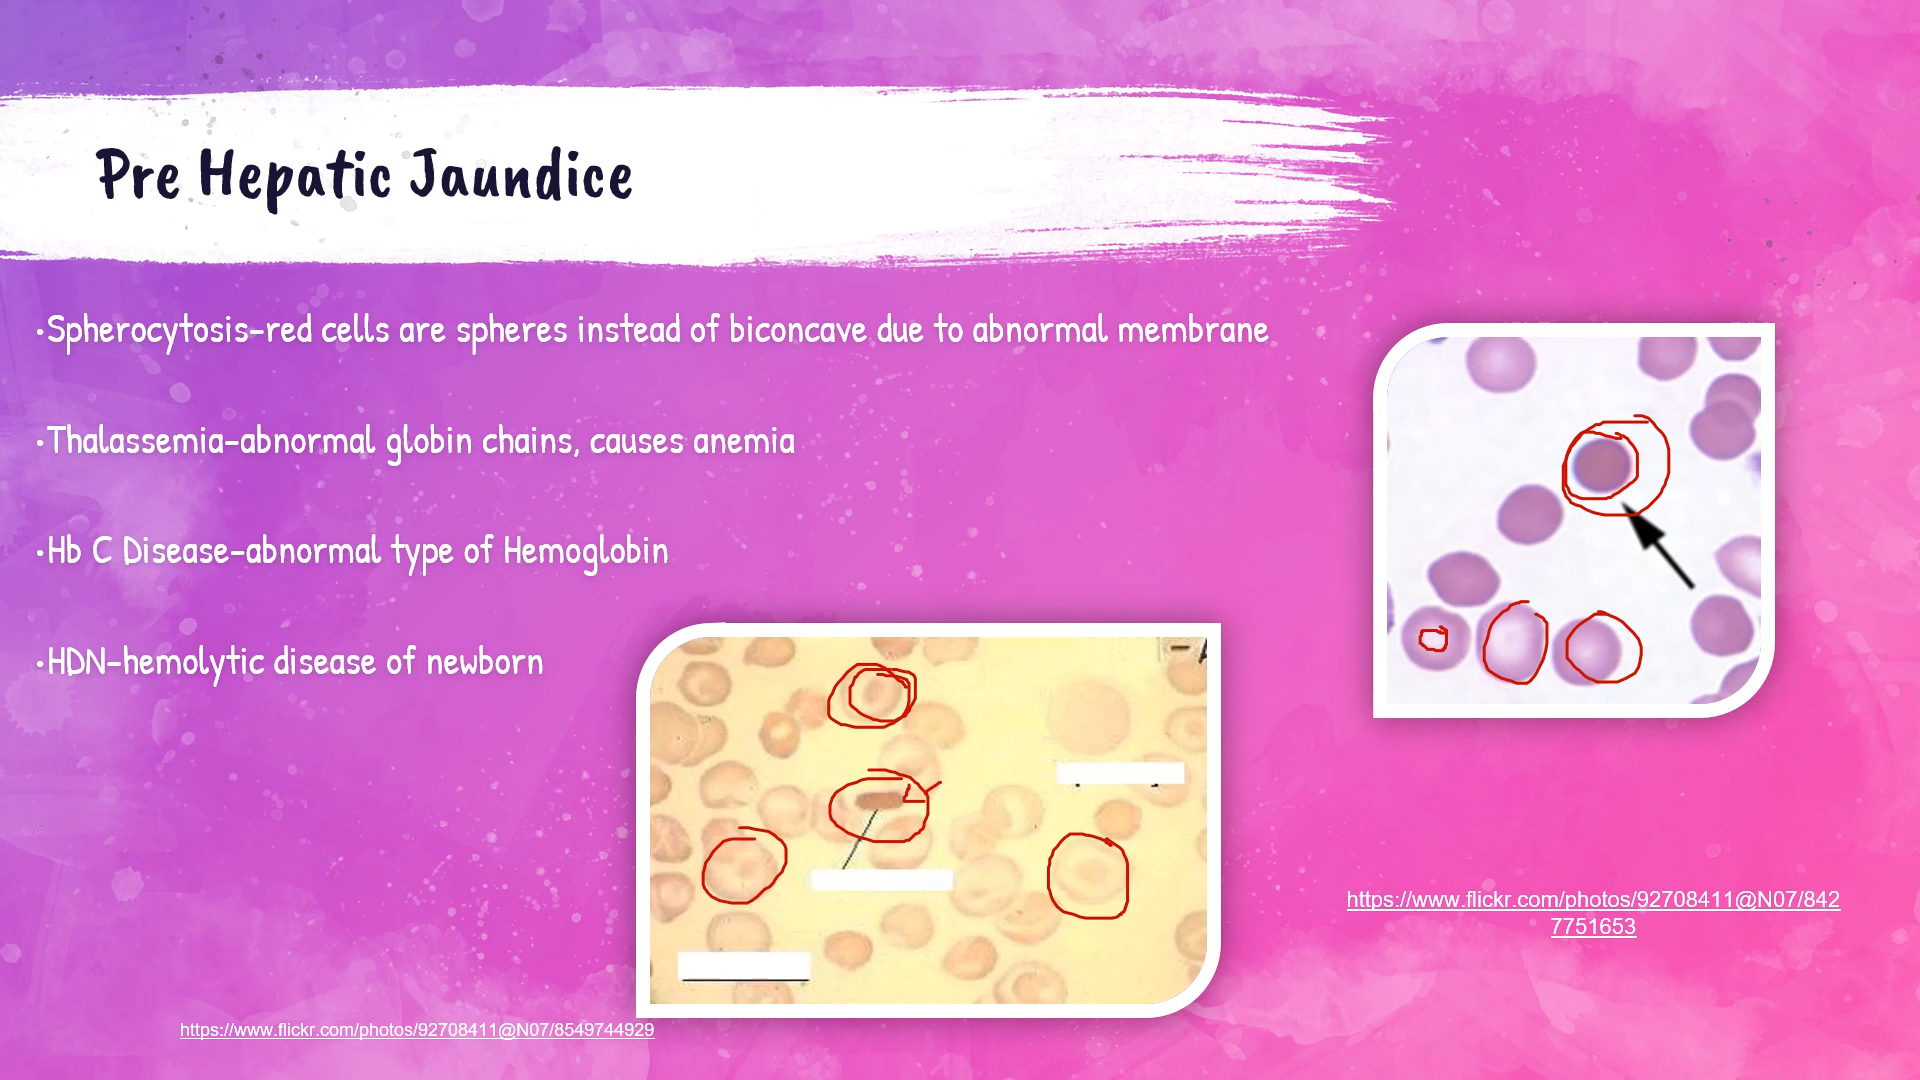 Pre Hepatic Jaundice
•Spherocytosis-red cells are spheres instead of biconcave due to abnormal membrane
•Thalassemia-abnormal globin chains, causes anemia
•Hb C Disease-abnormal type of Hemoglobin
•HDN-hemolytic disease of newborn
https://www.flickr.com/photos/92708411@N07/842
7751653
https://www.flickr.com/photos/92708411@N07/8549744929